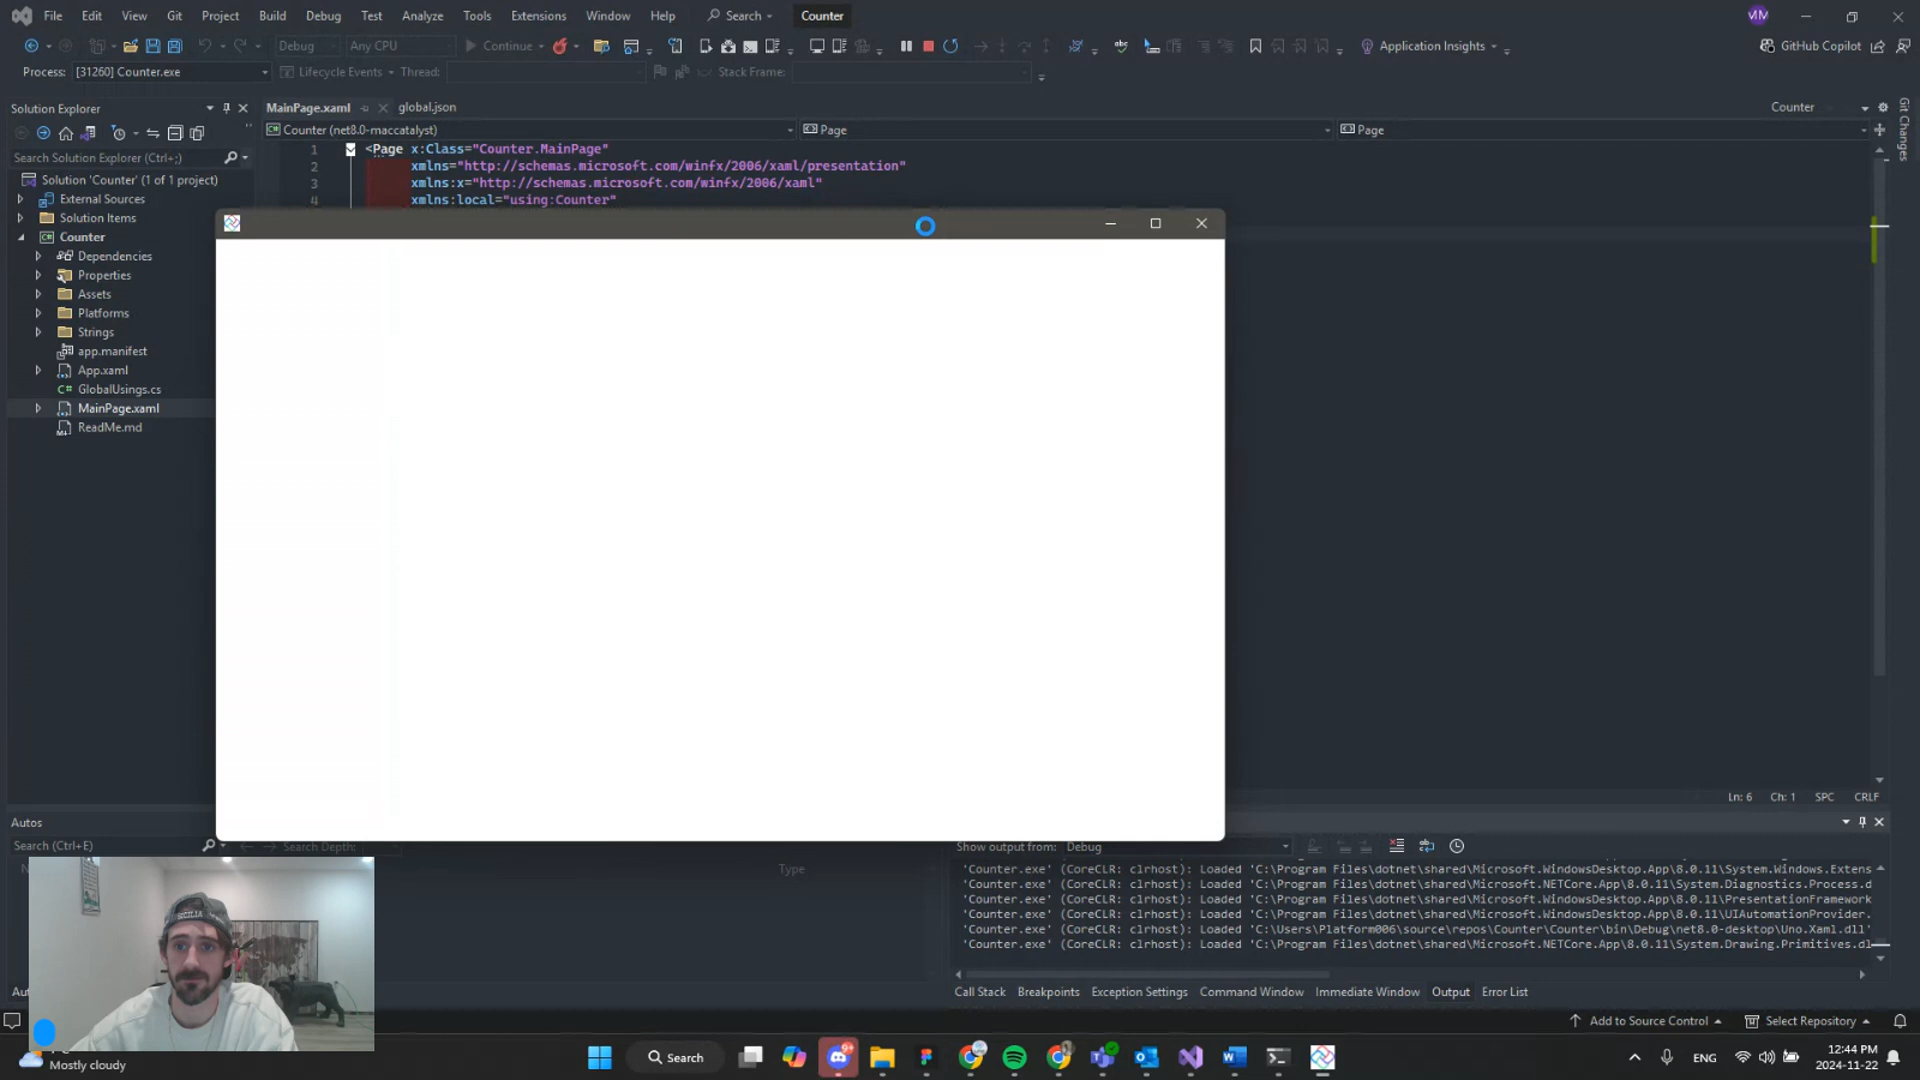 File Edit View Git Project Build Debug Test Analyze Tools Extensions Window Help Search Counter
Debug Any CPU Continue Application Insights GitHub Copilot
Process: [31260] Counter.exe Lifecycle Events Thread: Stack Frame:
Solution Explorer MainPage.xaml global.json Counter
Counter (net8.0-maccatalyst) Page Page
Search Solution Explorer (Ctrl+;)
Solution 'Counter' (1 of 1 project)
External Sources
Solution Items
Counter
Dependencies
Properties
Assets
Platforms
Strings
app.manifest
App.xaml
GlobalUsings.cs
MainPage.xaml
ReadMe.md
1 <Page x:Class="Counter.MainPage"
2 xmlns="http://schemas.microsoft.com/winfx/2006/xaml/presentation"
3 xmlns:x="http://schemas.microsoft.com/winfx/2006/xaml"
4 xmlns:local="using:Counter"
Git Changes
Ln: 6 Ch: 1 SPC CRLF
Autos
Search (Ctrl+E) Search Depth:
Type
Show output from: Debug
'Counter.exe' (CoreCLR: clrhost): Loaded 'C:\Program Files\dotnet\shared\Microsoft.WindowsDesktop.App\8.0.11\System.Windows.Extens
'Counter.exe' (CoreCLR: clrhost): Loaded 'C:\Program Files\dotnet\shared\Microsoft.NETCore.App\8.0.11\System.Diagnostics.Process.d
'Counter.exe' (CoreCLR: clrhost): Loaded 'C:\Program Files\dotnet\shared\Microsoft.WindowsDesktop.App\8.0.11\PresentationFramework
'Counter.exe' (CoreCLR: clrhost): Loaded 'C:\Program Files\dotnet\shared\Microsoft.WindowsDesktop.App\8.0.11\UIAutomationProvider.
'Counter.exe' (CoreCLR: clrhost): Loaded 'C:\Users\Platform006\source\repos\Counter\Counter\bin\Debug\net8.0-desktop\Uno.Xaml.dll'
'Counter.exe' (CoreCLR: clrhost): Loaded 'C:\Program Files\dotnet\shared\Microsoft.NETCore.App\8.0.11\System.Drawing.Primitives.dl
Call Stack Breakpoints Exception Settings Command Window Immediate Window Output Error List
Add to Source Control Select Repository
Mostly cloudy
Search
ENG
12:44 PM
2024-11-22